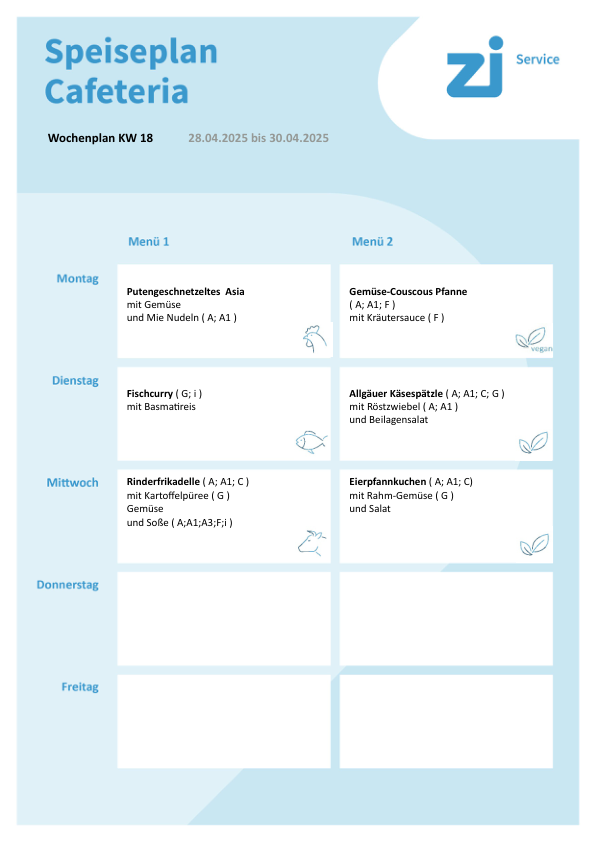 Speiseplan
Cafeteria
zi Service
Wochenplan KW 18 28.04.2025 bis 30.04.2025
Menü 1 Menü 2
Montag
Putengeschnetzeltes Asia
mit Gemüse
und Mie Nudeln ( A; A1 )
Gemüse-Couscous Pfanne
( A; A1; F )
mit Kräutersauce ( F )
vegan
Dienstag
Fischcurry ( G; i )
mit Basmatireis
Allgäuer Käsespätzle ( A; A1; C; G )
mit Röstzwiebel ( A; A1 )
und Beilagensalat
Mittwoch
Rinderfrikadelle ( A; A1; C )
mit Kartoffelpüree ( G )
Gemüse
und Soße ( A;A1;A3;F;i )
Eierpfannkuchen ( A; A1; C)
mit Rahm-Gemüse ( G )
und Salat
Donnerstag
Freitag